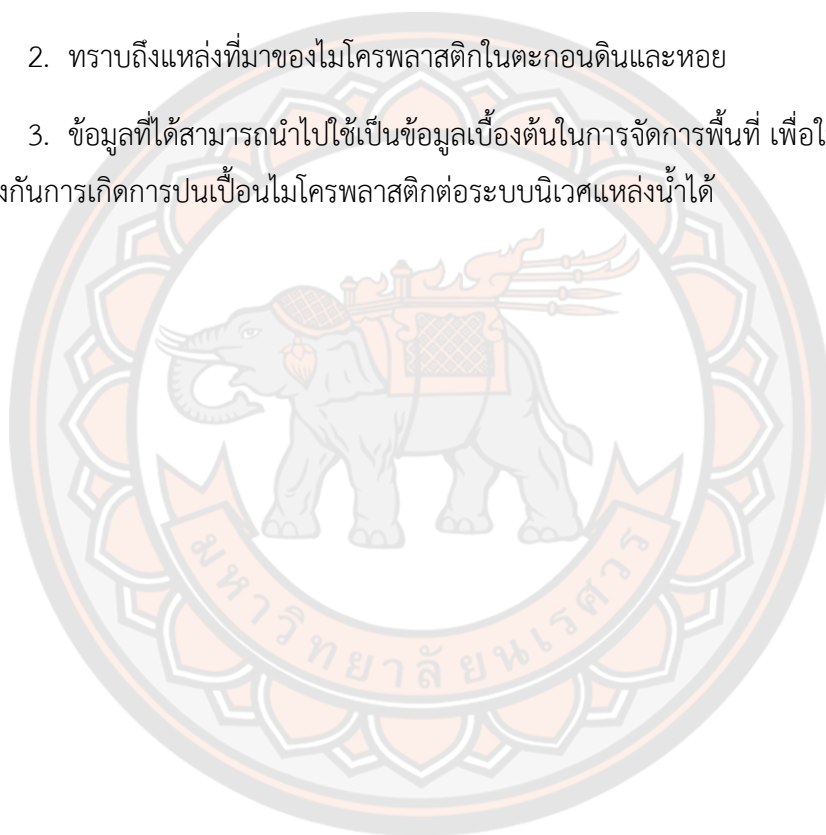 2. ทราบถึงแหล่งที่มาของไมโครพลาสติกในตะกอนดินและหอย
3. ข้อมูลที่ได้สามารถนำไปใช้เป็นข้อมูลเบื้องต้นในการจัดการพื้นที่ เพื่อใ
งกันการเกิดการปนเปื้อนไมโครพลาสติกต่อระบบนิเวศแหล่งน้ำได้
มหาวิทยาลัยนเรศวร